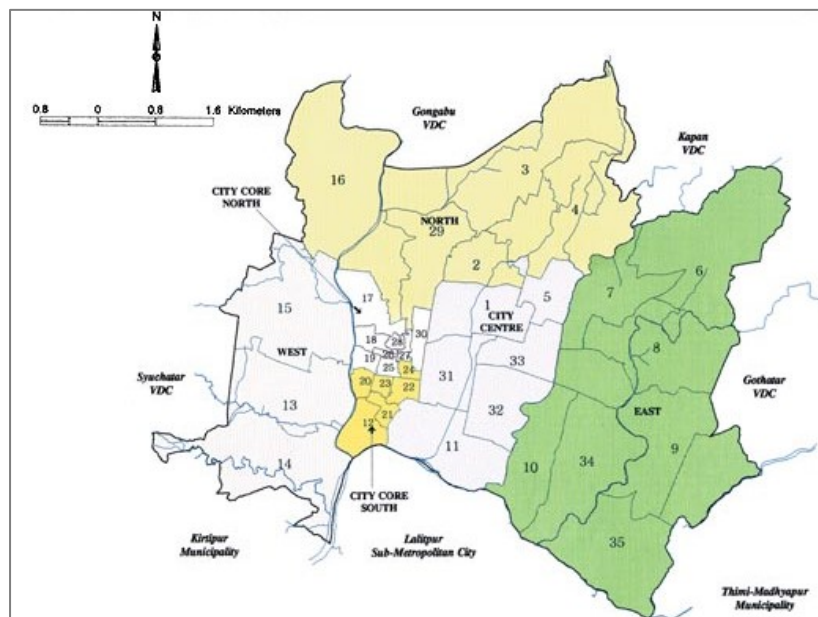 N
0.8 0 0.8 1.6 Kilometers
Gongabu
VDC
Kapan
VDC
16
3
CITY CORE
NORTH
NORTH
4
29
2
6
7
17
1
5
15
CITY
CENTRE
30
18
28
8
WEST
19
26
27
33
25
24
Syuchatar
VDC
31
Gothatar
VDC
20
23
22
13
32
21
EAST
12
11
9
14
10
34
CITY CORE
SOUTH
Kirtipur
Municipality
Lalitpur
Sub-Metropolitan City
35
Thimi-Madhyapur
Municipality